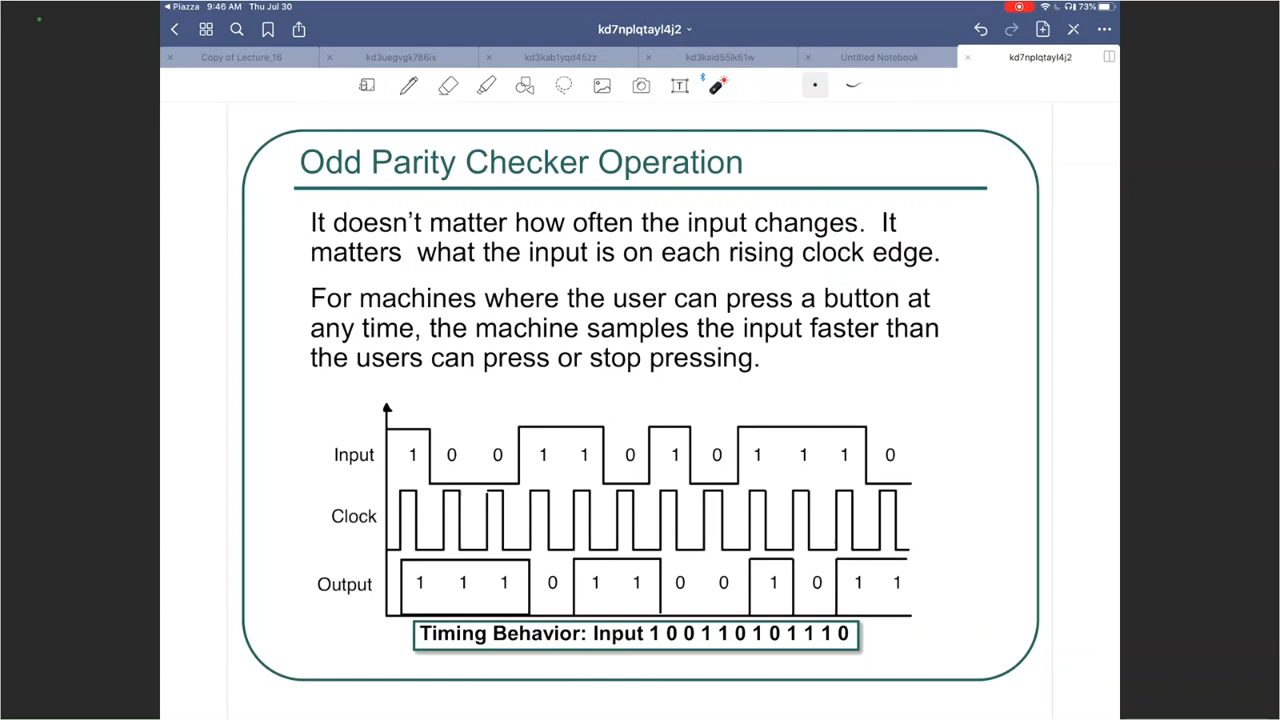 Piazza 9:46 AM Thu Jul 30 73%
kd7nplqtayl4j2
Copy of Lecture_16 kd3uegvgk786ix kd3kab1yqd45zz kd3kaid55lk61w Untitled Notebook kd7nplqtayl4j2
T
Odd Parity Checker Operation
It doesn't matter how often the input changes. It
matters what the input is on each rising clock edge.
For machines where the user can press a button at
any time, the machine samples the input faster than
the users can press or stop pressing.
Input 1 0 0 1 1 0 1 0 1 1 1 0
Clock
Output 1 1 1 0 1 1 0 0 1 0 1 1
Timing Behavior: Input 1 0 0 1 1 0 1 0 1 1 1 0